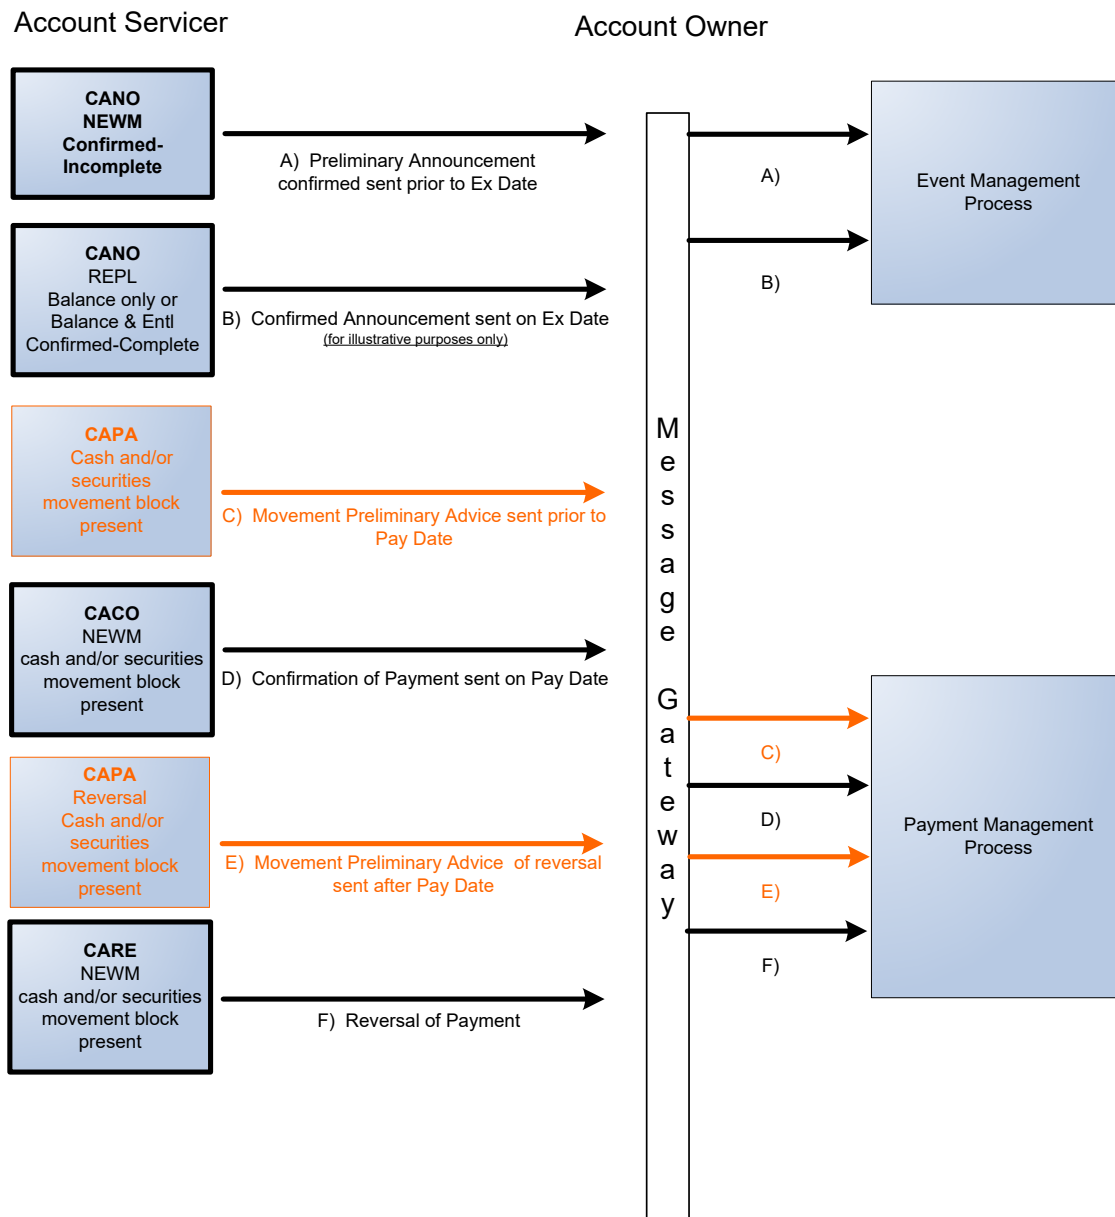 Account Servicer
Account Owner
CANO
NEWM
Confirmed-
Incomplete
A) Preliminary Announcement
confirmed sent prior to Ex Date
A)
Event Management
Process
CANO
REPL
Balance only or
Balance & Entl
Confirmed-Complete
B) Confirmed Announcement sent on Ex Date
(for illustrative purposes only)
B)
CAPA
Cash and/or
securities
movement block
present
C) Movement Preliminary Advice sent prior to
Pay Date
Message Gateway
CACO
NEWM
cash and/or securities
movement block
present
D) Confirmation of Payment sent on Pay Date
C)
D)
Payment Management
Process
CAPA
Reversal
Cash and/or
securities
movement block
present
E) Movement Preliminary Advice of reversal
sent after Pay Date
E)
CARE
NEWM
cash and/or securities
movement block
present
F) Reversal of Payment
F)